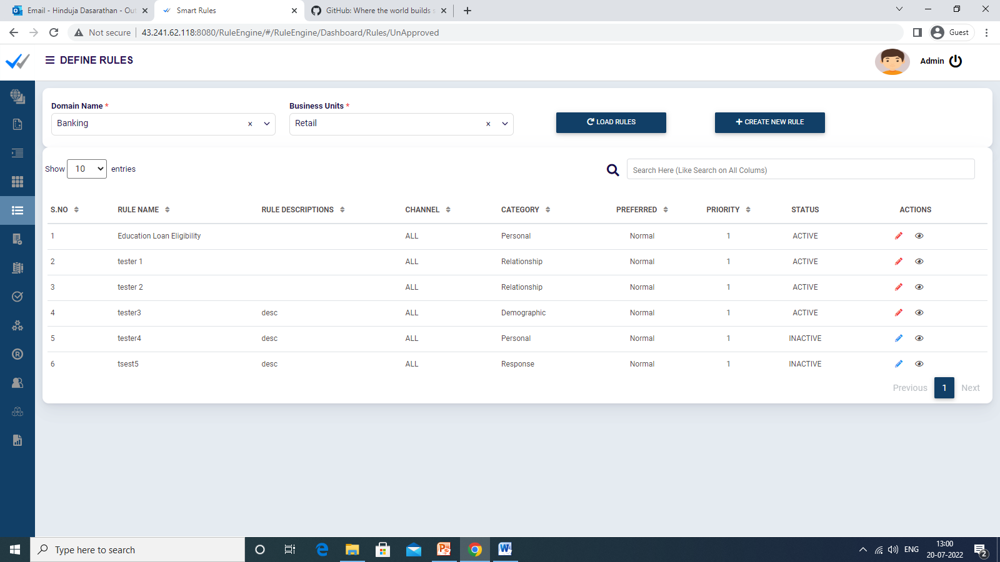 Email - Hinduja Dasarathan - Out
Smart Rules
GitHub: Where the world builds s
Not secure
43.241.62.118:8080/RuleEngine/#/RuleEngine/Dashboard/Rules/UnApproved
Guest
DEFINE RULES
Admin
Domain Name *
Business Units *
Banking
Retail
LOAD RULES
CREATE NEW RULE
Show 10 entries
Search Here (Like Search on All Colums)
S.NO RULE NAME RULE DESCRIPTIONS CHANNEL CATEGORY PREFERRED PRIORITY STATUS ACTIONS
1 Education Loan Eligibility ALL Personal Normal 1 ACTIVE
2 tester 1 ALL Relationship Normal 1 ACTIVE
3 tester 2 ALL Relationship Normal 1 ACTIVE
4 tester3 desc ALL Demographic Normal 1 ACTIVE
5 tester4 desc ALL Personal Normal 1 INACTIVE
6 tsest5 desc ALL Response Normal 1 INACTIVE
Previous 1 Next
Type here to search
ENG
13:00
20-07-2022
2